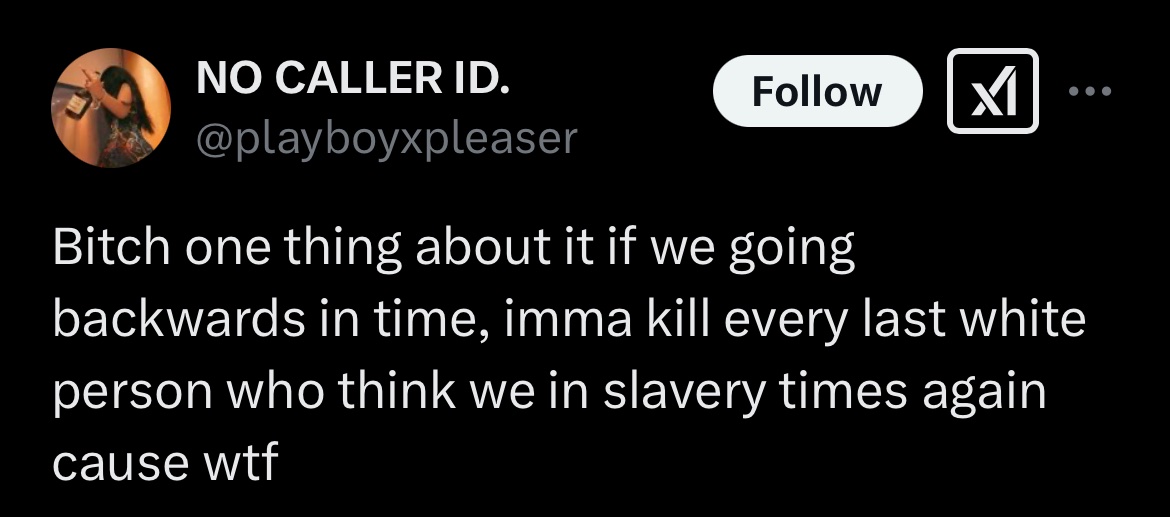 NO CALLER ID.
@playboyxpleaser
Follow
Bitch one thing about it if we going
backwards in time, imma kill every last white
person who think we in slavery times again
cause wtf